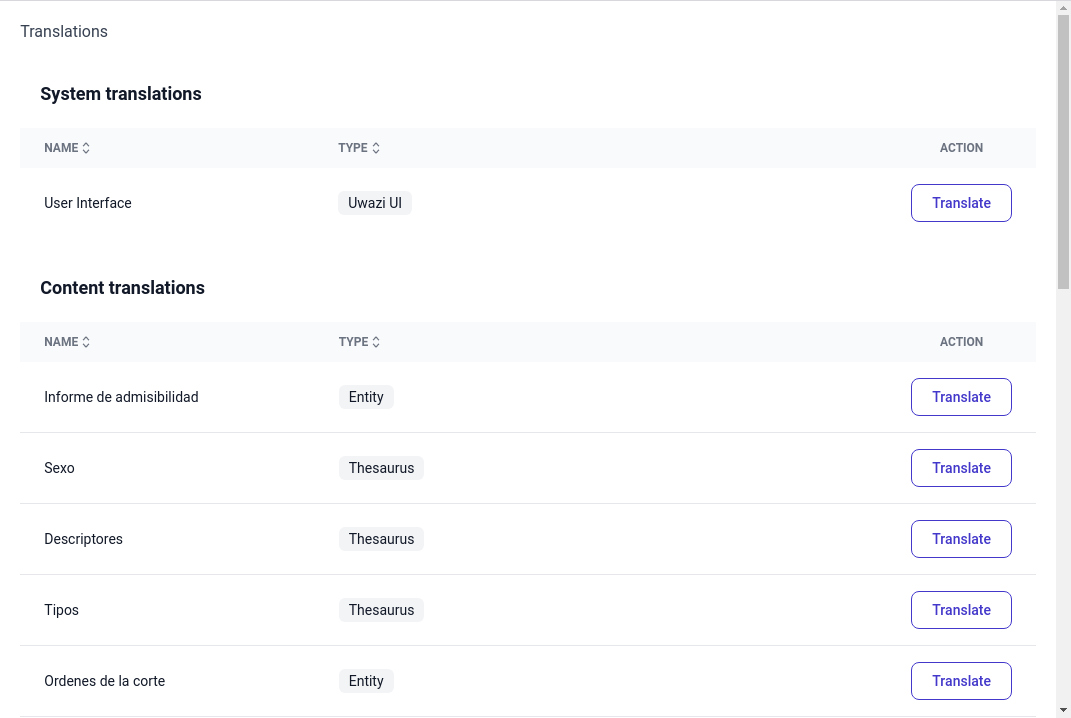 Translations
System translations
NAME TYPE ACTION
User Interface Uwazi UI Translate
Content translations
NAME TYPE ACTION
Informe de admisibilidad Entity Translate
Sexo Thesaurus Translate
Descriptores Thesaurus Translate
Tipos Thesaurus Translate
Ordenes de la corte Entity Translate